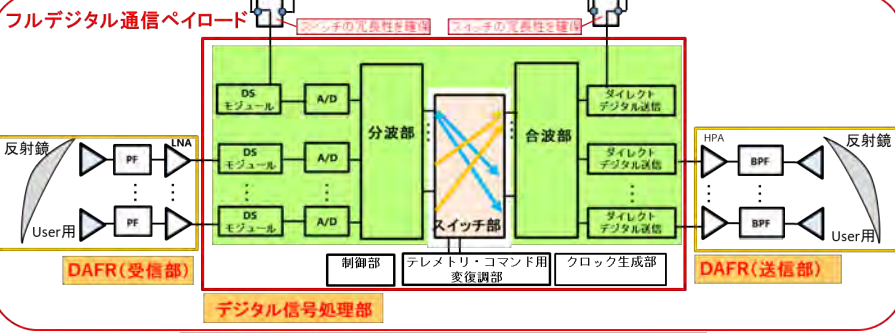 フルデジタル通信ペイロード
スイッチの冗長性を確保
スイッチの冗長性を確保
DS
モジュール
A/D
分波部
合波部
ダイレクト
デジタル送信
反射鏡
PF
LNA
DS
モジュール
A/D
ダイレクト
デジタル送信
HPA
BPF
反射鏡
User用
PF
DS
モジュール
A/D
スイッチ部
ダイレクト
デジタル送信
BPF
User用
DAFR(受信部)
制御部
テレメトリ・コマンド用
変復調部
クロック生成部
DAFR(送信部)
デジタル信号処理部